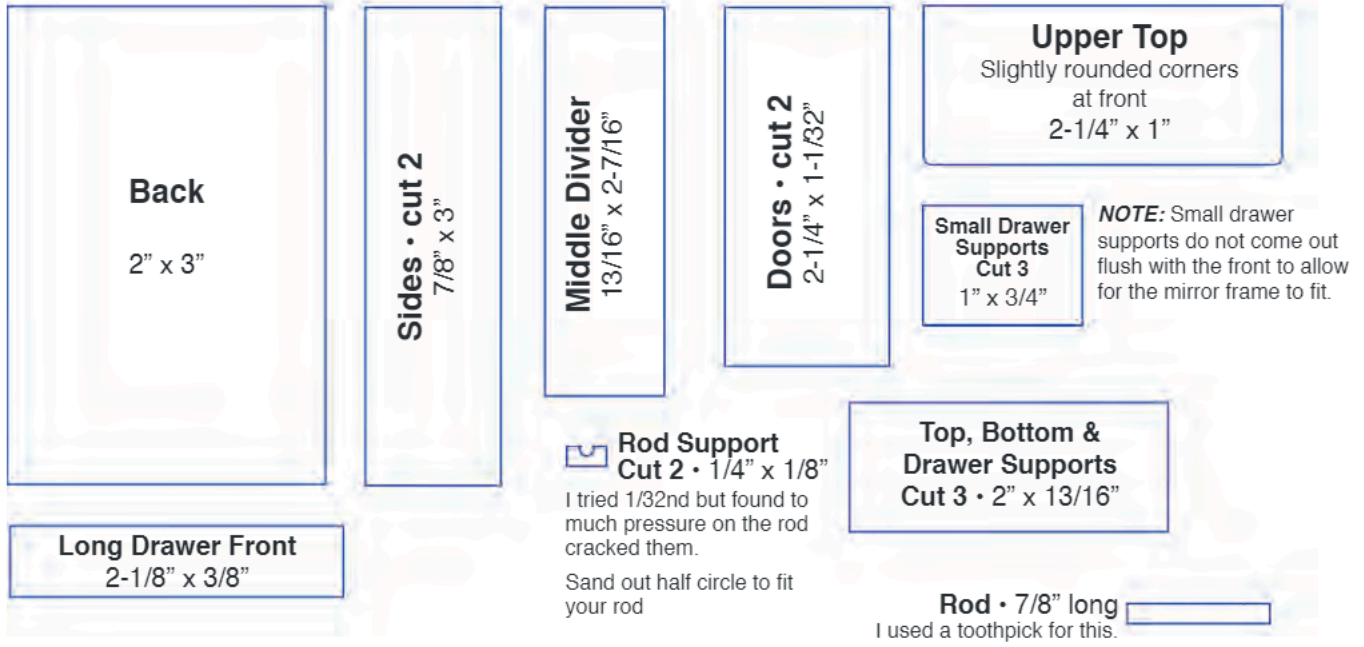 Back
2” x 3”
Sides • cut 2
7/8” x 3”
Middle Divider
13/16” x 2-7/16”
Doors • cut 2
2-1/4” x 1-1/32”
Upper Top
Slightly rounded corners
at front
2-1/4” x 1”
Small Drawer
Supports
Cut 3
1” x 3/4”
NOTE: Small drawer
supports do not come out
flush with the front to allow
for the mirror frame to fit.
Long Drawer Front
2-1/8” x 3/8”
Rod Support
Cut 2 • 1/4” x 1/8”
I tried 1/32nd but found to
much pressure on the rod
cracked them.
Sand out half circle to fit
your rod
Top, Bottom &
Drawer Supports
Cut 3 • 2” x 13/16”
Rod • 7/8” long
I used a toothpick for this.